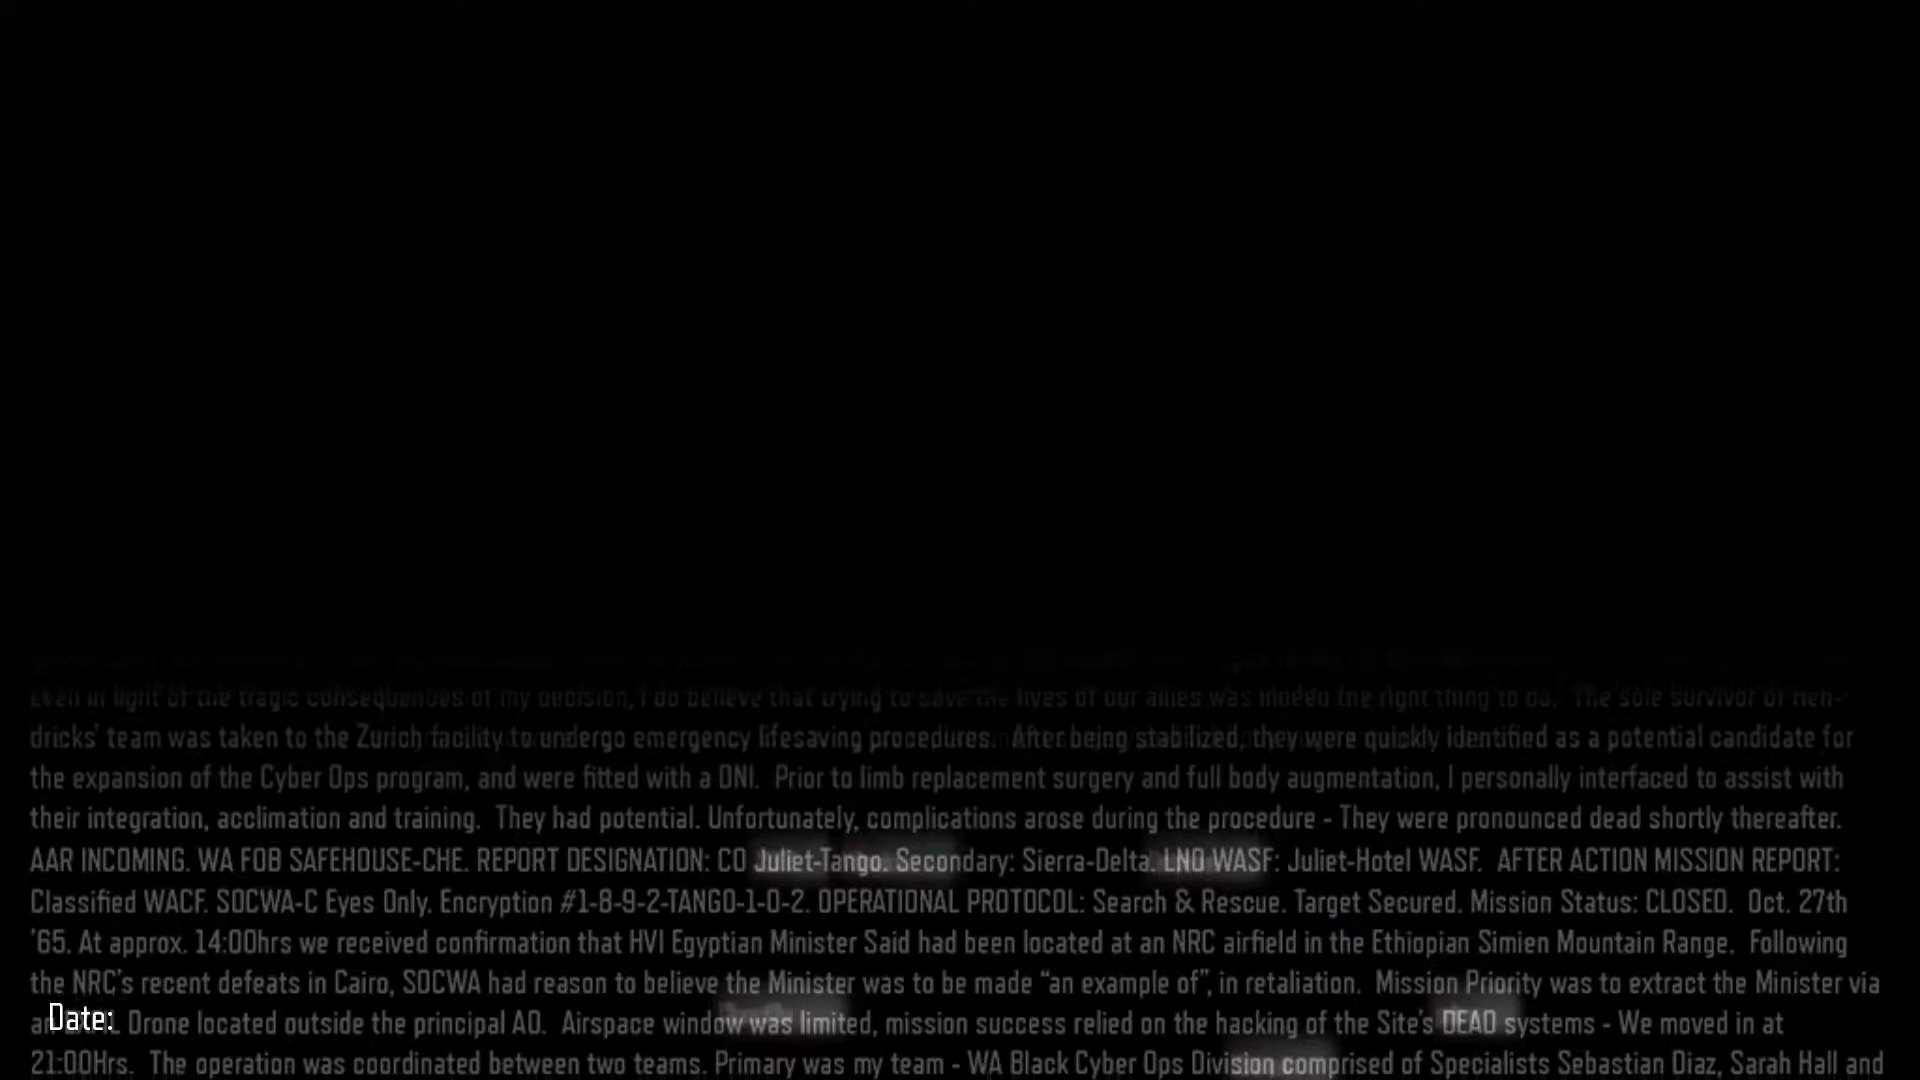 Even in light of the tragic consequences of my decision, I do believe that trying to save the lives of our allies was indeed the right thing to do. The sole survivor of Hen-
dricks' team was taken to the Zurich facility to undergo emergency lifesaving procedures. After being stabilized, they were quickly identified as a potential candidate for
the expansion of the Cyber Ops program, and were fitted with a DNI. Prior to limb replacement surgery and full body augmentation, I personally interfaced to assist with
their integration, acclimation and training. They had potential. Unfortunately, complications arose during the procedure - They were pronounced dead shortly thereafter.
AAR INCOMING. WA FOB SAFEHOUSE-CHE. REPORT DESIGNATION: CO Juliet-Tango. Secondary: Sierra-Delta. LNO WASF: Juliet-Hotel WASF. AFTER ACTION MISSION REPORT:
Classified WACF. SOCWA-C Eyes Only. Encryption #1-8-9-2-TANGO-1-0-2. OPERATIONAL PROTOCOL: Search & Rescue. Target Secured. Mission Status: CLOSED. Oct. 27th
'65. At approx. 14:00hrs we received confirmation that HVI Egyptian Minister Said had been located at an NRC airfield in the Ethiopian Simien Mountain Range. Following
the NRC's recent defeats in Cairo, SOCWA had reason to believe the Minister was to be made “an example of”, in retaliation. Mission Priority was to extract the Minister via
Date:
Drone located outside the principal AO. Airspace window was limited, mission success relied on the hacking of the Site's DEAD systems - We moved in at
21:00Hrs. The operation was coordinated between two teams. Primary was my team - WA Black Cyber Ops Division comprised of Specialists Sebastian Diaz, Sarah Hall and